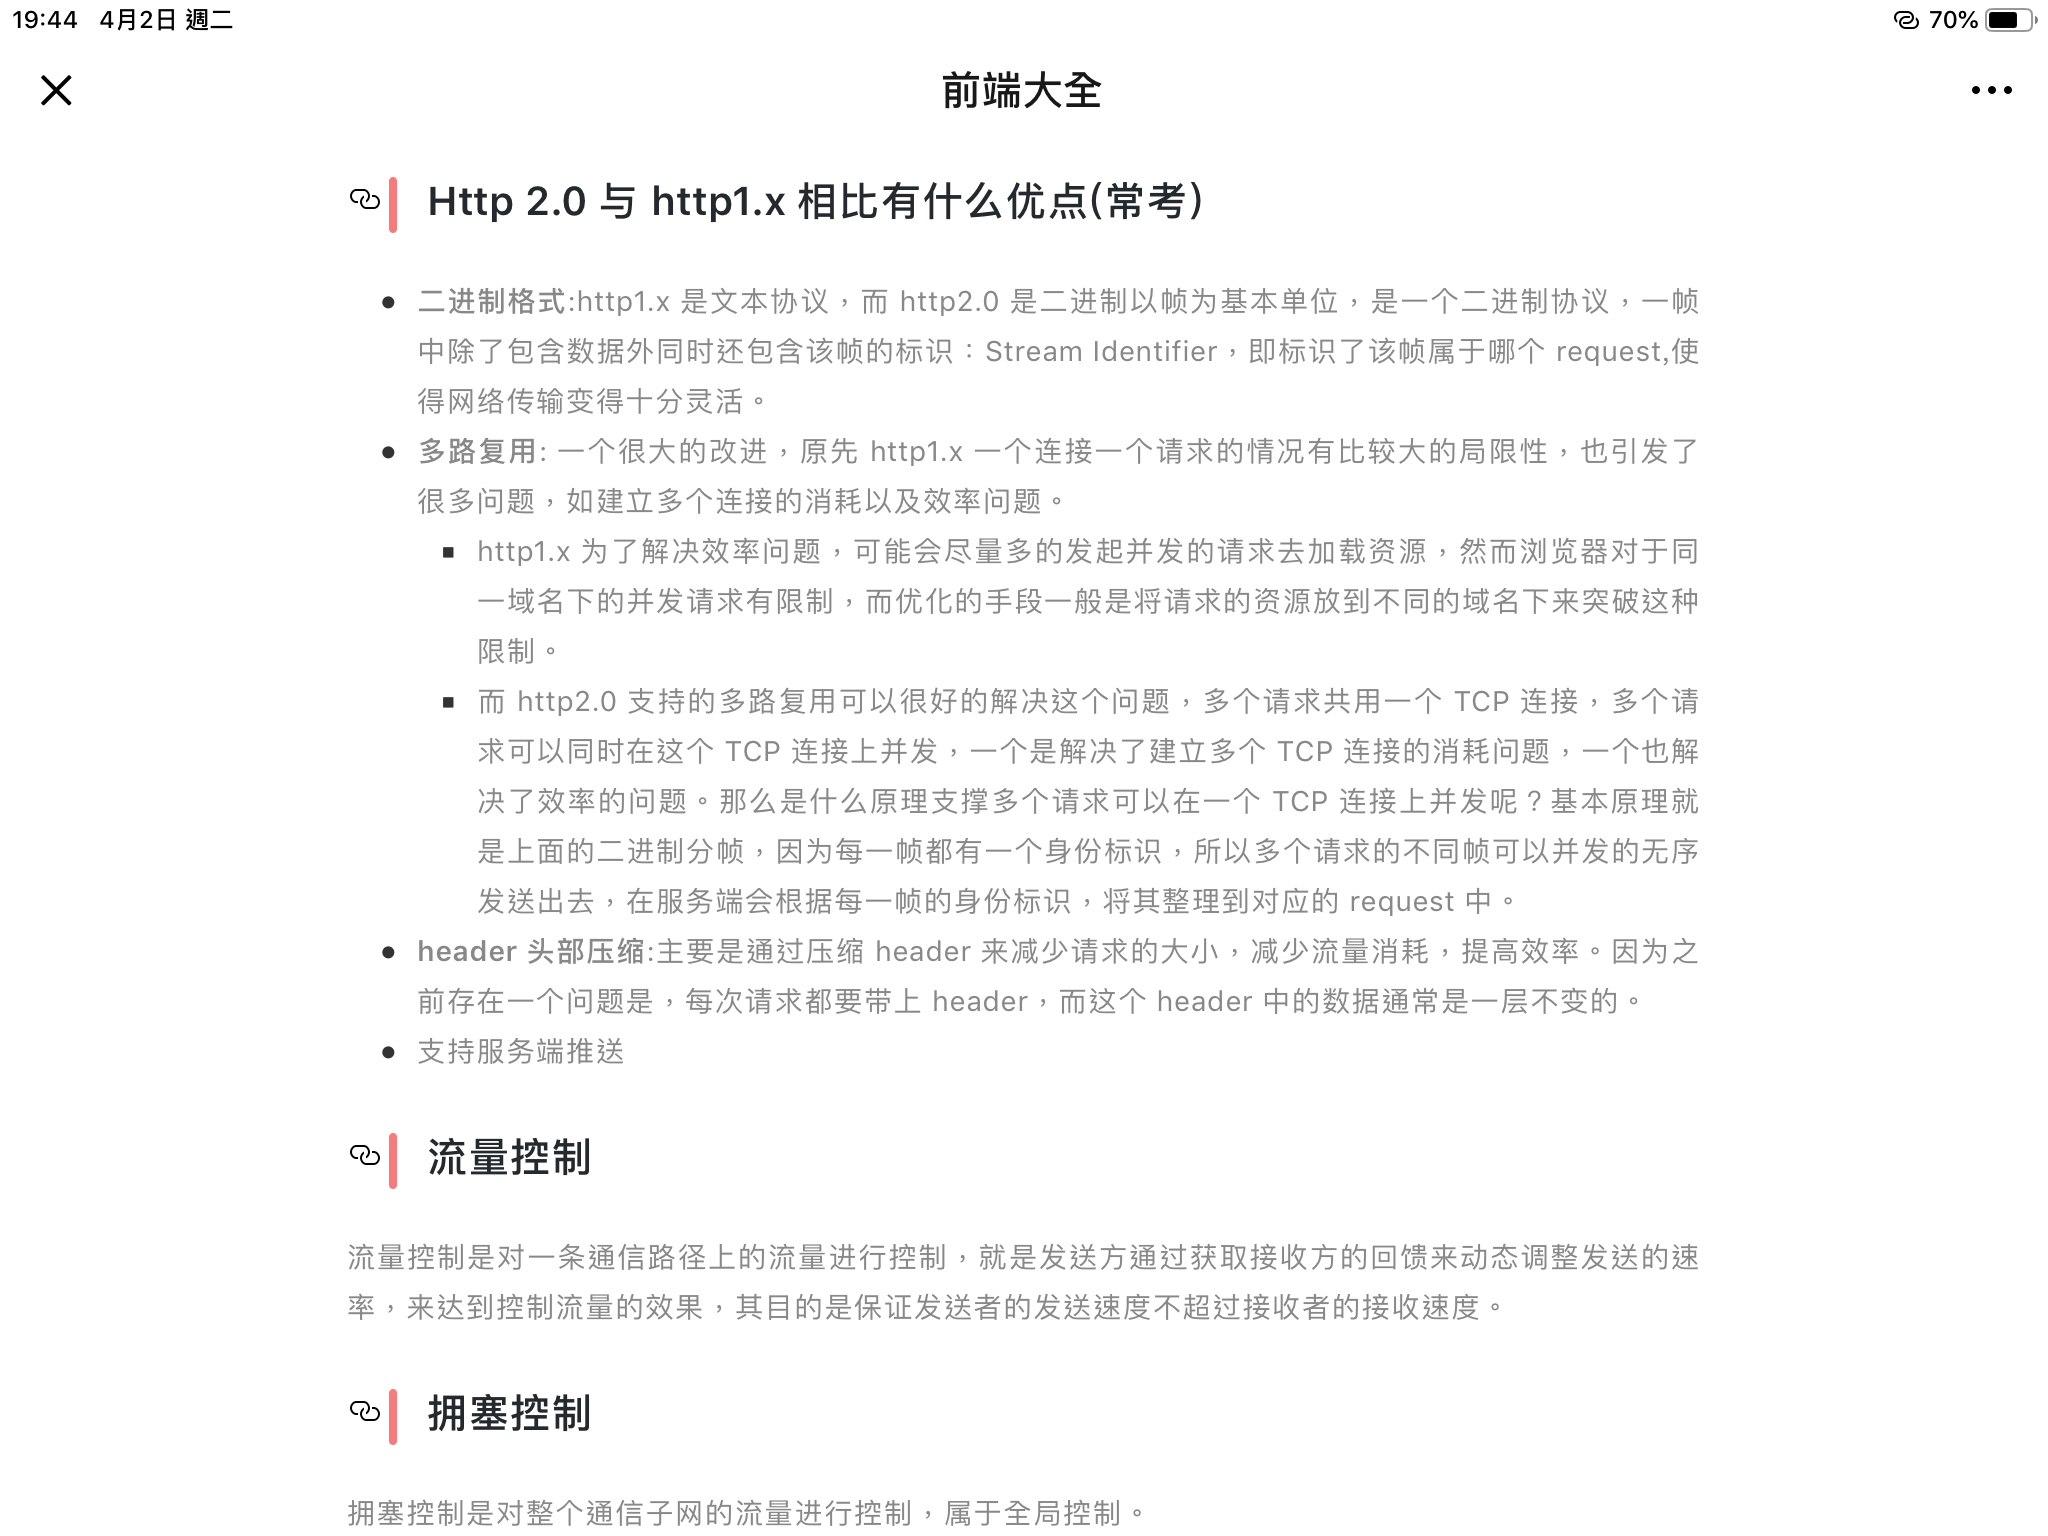 19:44 4月2日 週二
70%
前端大全
Http 2.0 与 http1.x 相比有什么优点(常考)
二进制格式:http1.x 是文本协议，而 http2.0 是二进制以帧为基本单位，是一个二进制协议，一帧
中除了包含数据外同时还包含该帧的标识：Stream Identifier，即标识了该帧属于哪个 request,使
得网络传输变得十分灵活。
多路复用: 一个很大的改进，原先 http1.x 一个连接一个请求的情况有比较大的局限性，也引发了
很多问题，如建立多个连接的消耗以及效率问题。
http1.x 为了解决效率问题，可能会尽量多的发起并发的请求去加载资源，然而浏览器对于同
一域名下的并发请求有限制，而优化的手段一般是将请求的资源放到不同的域名下来突破这种
限制。
而 http2.0 支持的多路复用可以很好的解决这个问题，多个请求共用一个 TCP 连接，多个请
求可以同时在这个 TCP 连接上并发，一个是解决了建立多个 TCP 连接的消耗问题，一个也解
决了效率的问题。那么是什么原理支撑多个请求可以在一个 TCP 连接上并发呢？基本原理就
是上面的二进制分帧，因为每一帧都有一个身份标识，所以多个请求的不同帧可以并发的无序
发送出去，在服务端会根据每一帧的身份标识，将其整理到对应的 request 中。
header 头部压缩:主要是通过压缩 header 来减少请求的大小，减少流量消耗，提高效率。因为之
前存在一个问题是，每次请求都要带上 header，而这个 header 中的数据通常是一层不变的。
支持服务端推送
流量控制
流量控制是对一条通信路径上的流量进行控制，就是发送方通过获取接收方的回馈来动态调整发送的速
率，来达到控制流量的效果，其目的是保证发送者的发送速度不超过接收者的接收速度。
拥塞控制
拥塞控制是对整个通信子网的流量进行控制，属于全局控制。